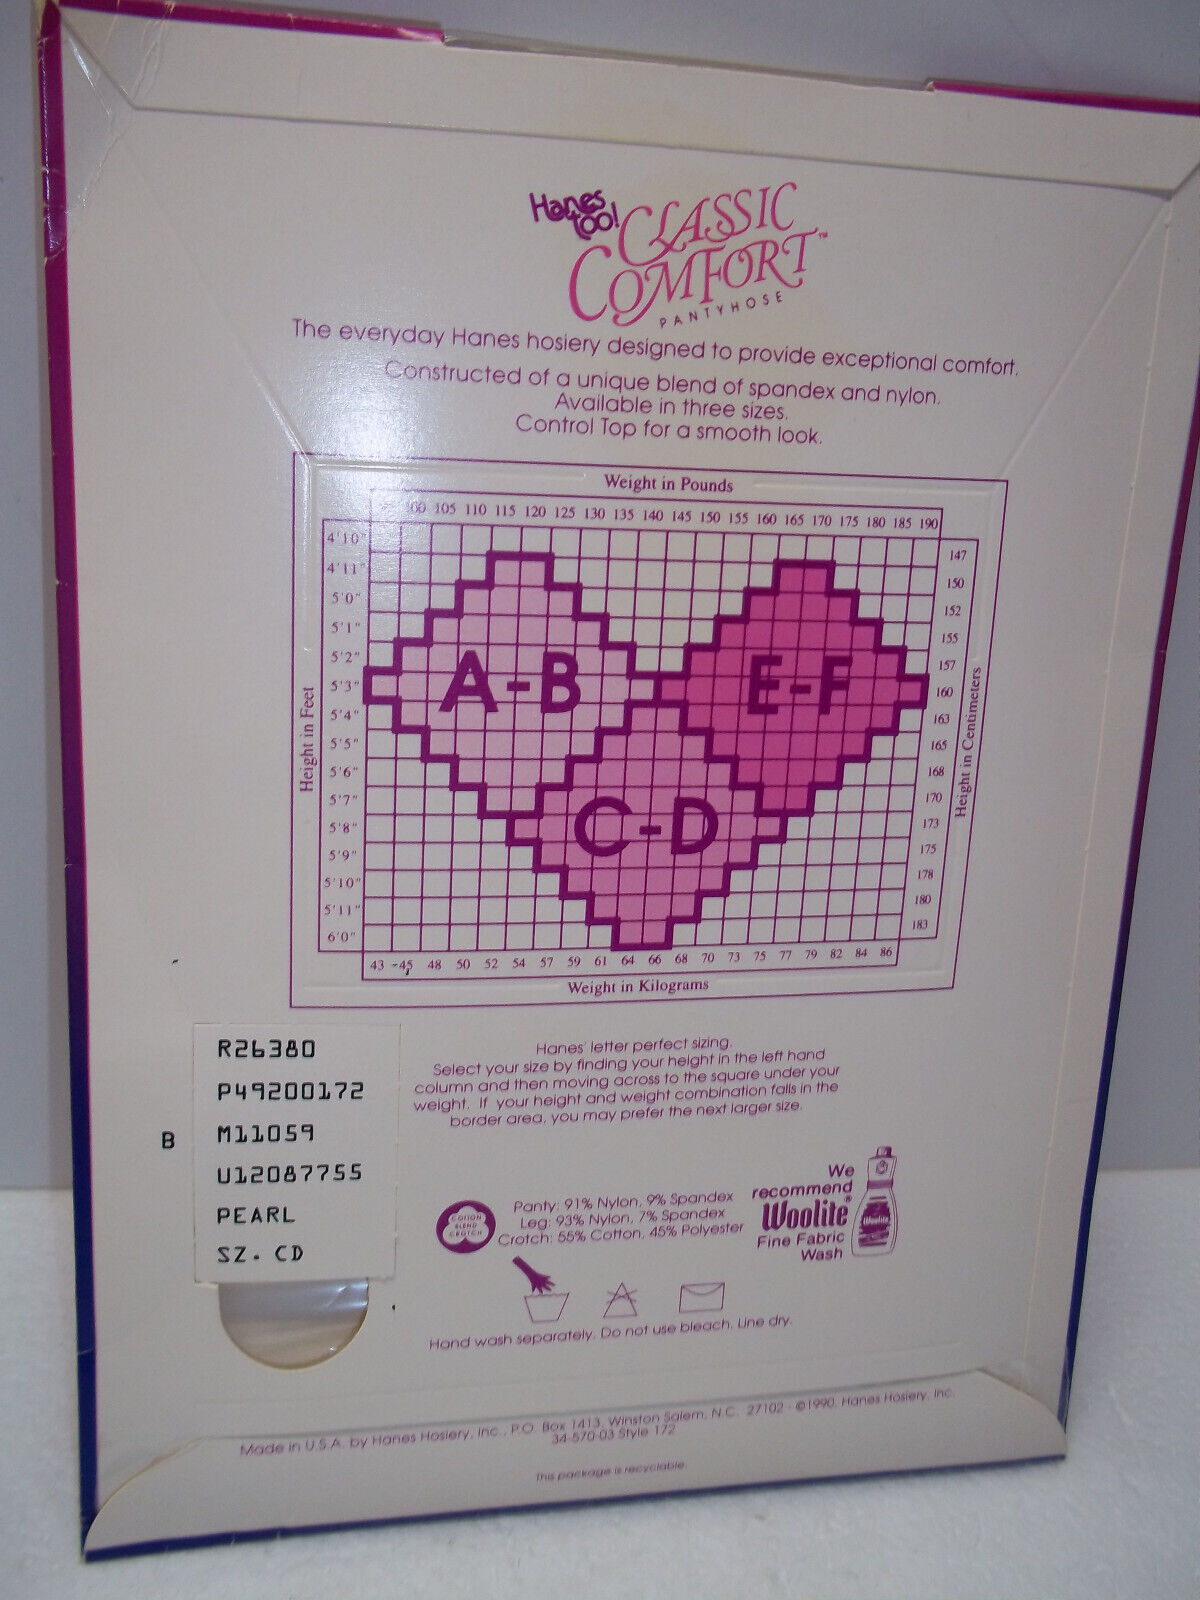 Hanes too!
CLASSIC
COMFORT™
PANTYHOSE
The everyday Hanes hosiery designed to provide exceptional comfort.
Constructed of a unique blend of spandex and nylon.
Available in three sizes.
Control Top for a smooth look.
Weight in Pounds
100 105 110 115 120 125 130 135 140 145 150 155 160 165 170 175 180 185 190
Height in Feet
4'10"
4'11"
5'0"
5'1"
5'2"
5'3"
5'4"
5'5"
5'6"
5'7"
5'8"
5'9"
5'10"
5'11"
6'0"
A-B
E-F
C-D
147
150
152
155
157
160
163
165
168
170
173
175
178
180
183
Height in Centimeters
43 45 48 50 52 54 57 59 61 64 66 68 70 73 75 77 79 82 84 86
Weight in Kilograms
R26380
P49200172
B
M11059
U12087755
PEARL
SZ. CD
Hanes' letter perfect sizing.
Select your size by finding your height in the left hand
column and then moving across to the square under your
weight. If your height and weight combination falls in the
border area, you may prefer the next larger size.
COTTON
BLEND
CROTCH
Panty: 91% Nylon, 9% Spandex
Leg: 93% Nylon, 7% Spandex
Crotch: 55% Cotton, 45% Polyester
We
recommend
Woolite®
Fine Fabric
Wash
Woolite
Hand wash separately. Do not use bleach. Line dry.
Made in U.S.A. by Hanes Hosiery, Inc., P.O. Box 1413, Winston Salem, N.C. 27102 - ©1990. Hanes Hosiery, Inc.
34-570-03 Style 172
This package is recyclable.